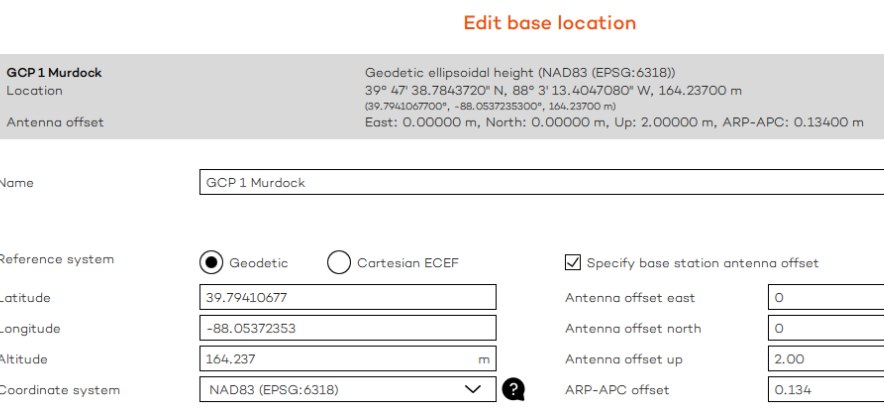 Edit base location
GCP 1 Murdock
Geodetic ellipsoidal height (NAD83 (EPSG:6318))
Location
39° 47' 38.7843720" N, 88° 3' 13.4047080" W, 164.23700 m
(39.7941067700°, -88.0537235300°, 164.23700 m)
Antenna offset
East: 0.00000 m, North: 0.00000 m, Up: 2.00000 m, ARP-APC: 0.13400 m
Name
GCP 1 Murdock
Reference system
Geodetic
Cartesian ECEF
Specify base station antenna offset
Latitude
39.79410677
Antenna offset east
0
Longitude
-88.05372353
Antenna offset north
0
Altitude
164.237 m
Antenna offset up
2.00
Coordinate system
NAD83 (EPSG:6318)
?
ARP-APC offset
0.134